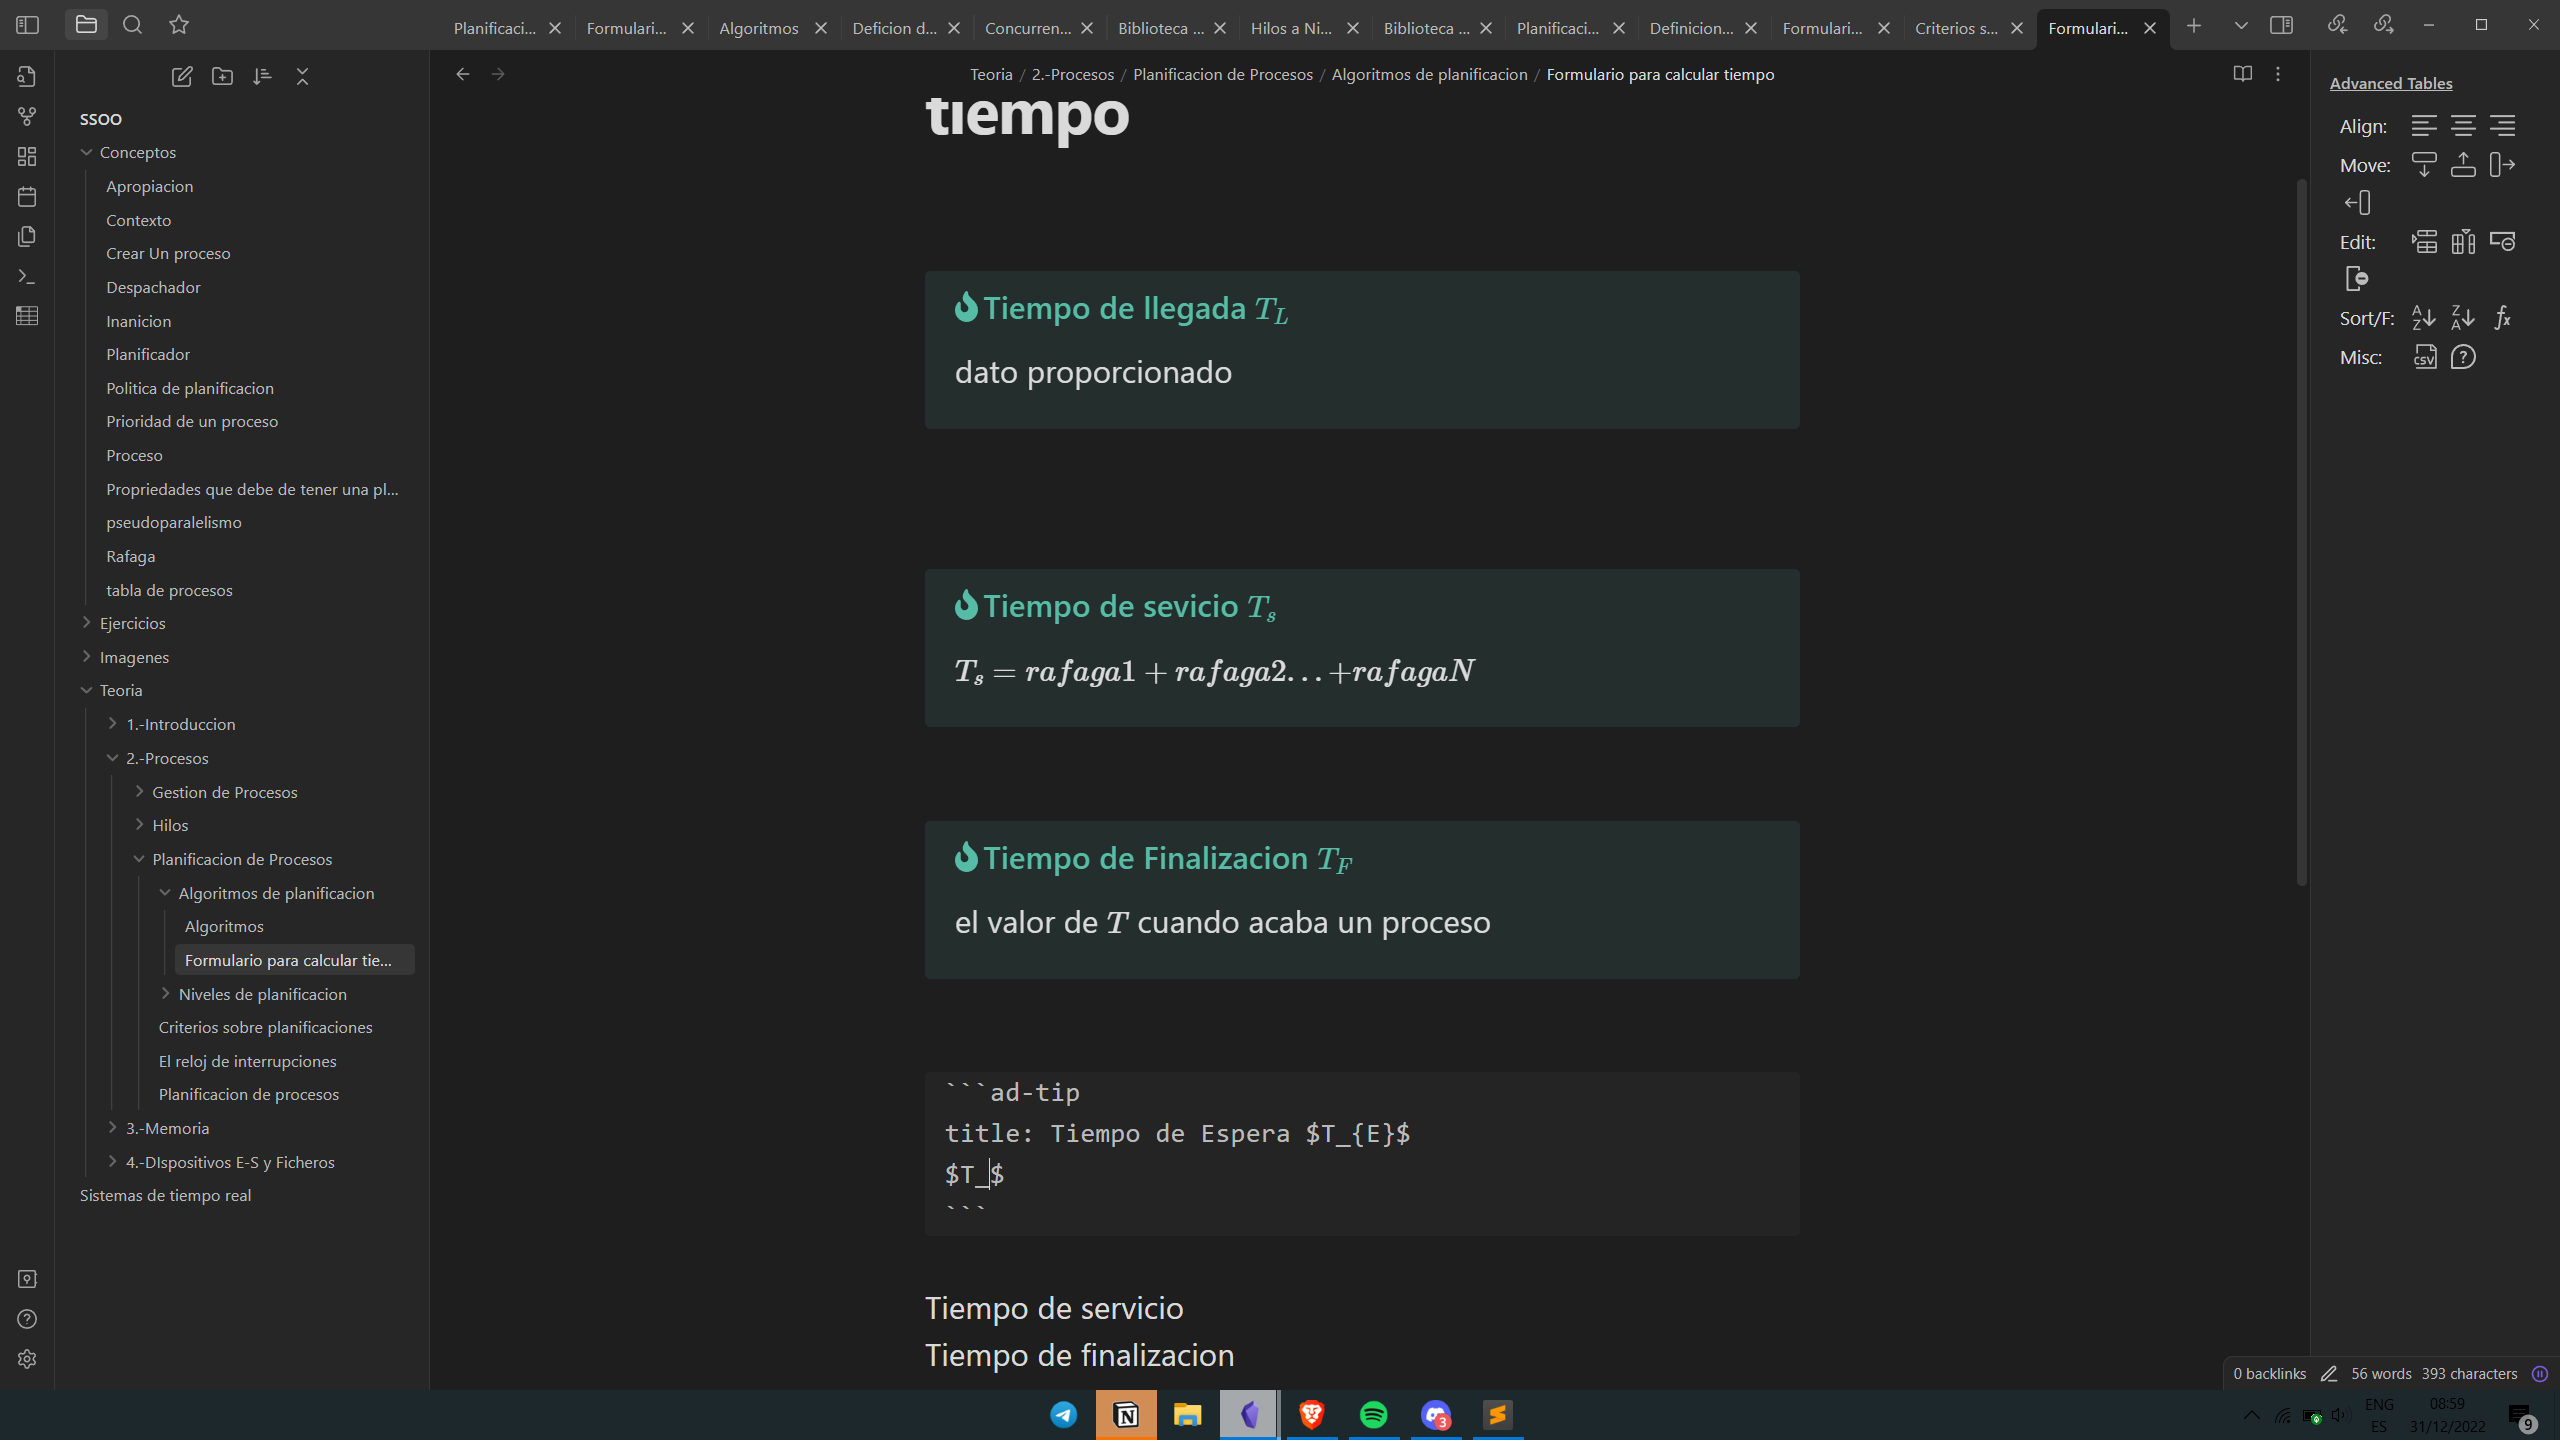 Planificaci...
Formulari...
Algoritmos
Deficion d...
Concurren...
Biblioteca ...
Hilos a Ni...
Biblioteca ...
Planificaci...
Definicion...
Formulari...
Criterios s...
Formulari...
Teoria / 2.-Procesos / Planificacion de Procesos / Algoritmos de planificacion / Formulario para calcular tiempo
SSOO
Conceptos
Apropiacion
Contexto
Crear Un proceso
Despachador
Inanicion
Planificador
Politica de planificacion
Prioridad de un proceso
Proceso
Propriedades que debe de tener una pl...
pseudoparalelismo
Rafaga
tabla de procesos
Ejercicios
Imagenes
Teoria
1.-Introduccion
2.-Procesos
Gestion de Procesos
Hilos
Planificacion de Procesos
Algoritmos de planificacion
Algoritmos
Formulario para calcular tie...
Niveles de planificacion
Criterios sobre planificaciones
El reloj de interrupciones
Planificacion de procesos
3.-Memoria
4.-DIspositivos E-S y Ficheros
Sistemas de tiempo real
tiempo
Tiempo de llegada T_L
dato proporcionado
Tiempo de sevicio T_s
T_s = rafaga1 + rafaga2... +rafagaN
Tiempo de Finalizacion T_F
el valor de T cuando acaba un proceso
```ad-tip
title: Tiempo de Espera $T_{E}$
$T_$
```
Tiempo de servicio
Tiempo de finalizacion
Advanced Tables
Align:
Move:
Edit:
Sort/F:
Misc:
CSV
0 backlinks
56 words
393 characters
3
ENG
ES
08:59
31/12/2022
9